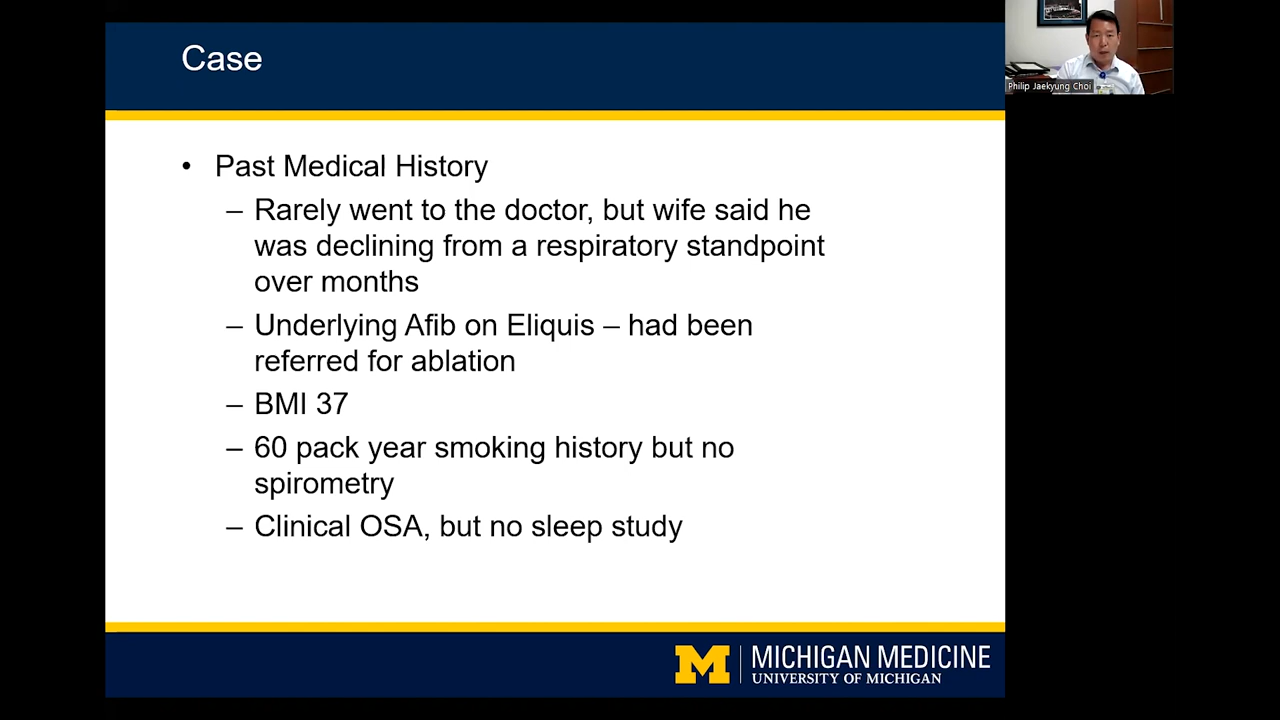 Case
Philip Jaekyung Choi
• Past Medical History
– Rarely went to the doctor, but wife said he
was declining from a respiratory standpoint
over months
– Underlying Afib on Eliquis – had been
referred for ablation
– BMI 37
– 60 pack year smoking history but no
spirometry
– Clinical OSA, but no sleep study
M
MICHIGAN MEDICINE
UNIVERSITY OF MICHIGAN